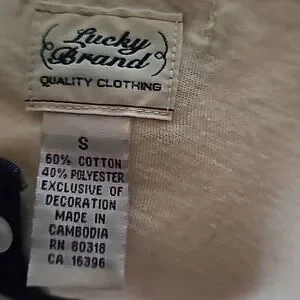 Lucky
Brand
QUALITY CLOTHING
S
60% COTTON
40% POLYESTER
EXCLUSIVE OF
DECORATION
MADE IN
CAMBODIA
RN 80318
CA 16396